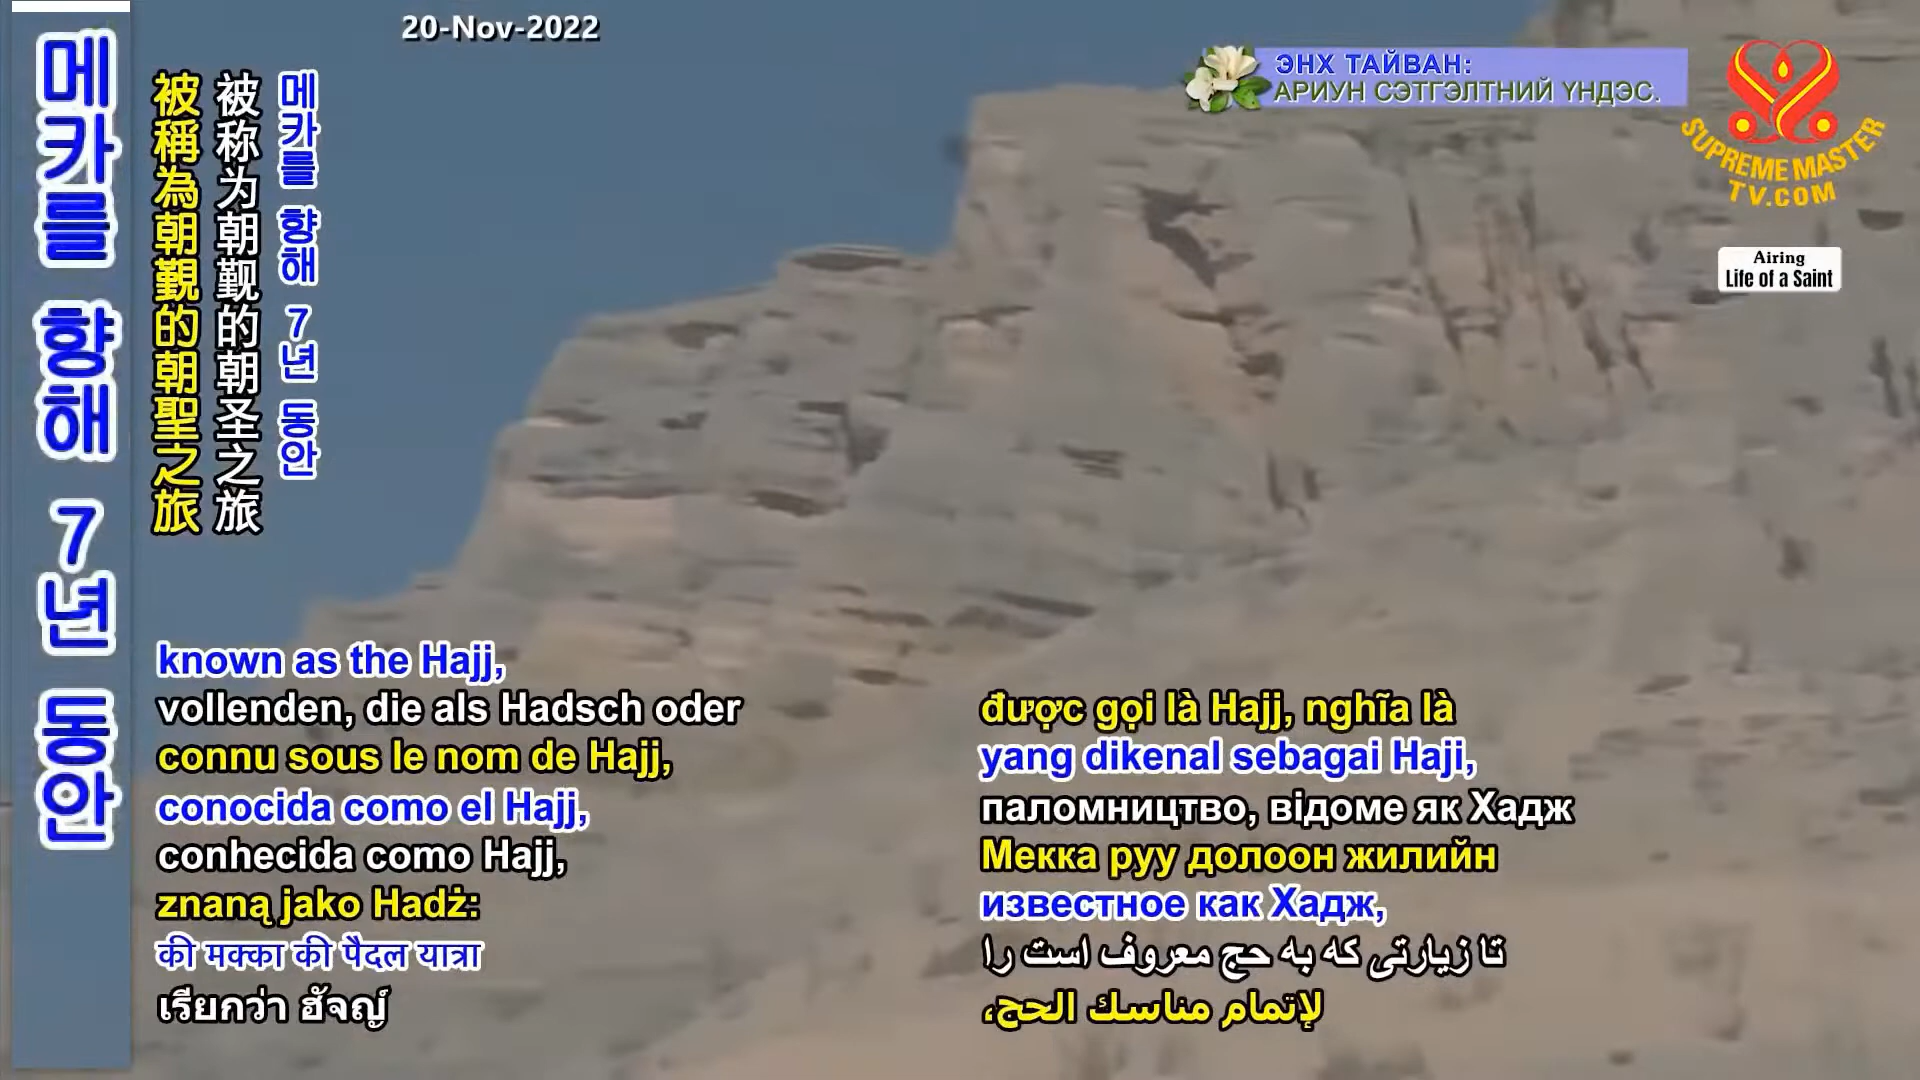 20-Nov-2022
메카를 향해 7년 동안
被稱為朝覲的朝聖之旅
被称为朝觐的朝圣之旅
메카를 향해 7년 동안
ЭНХ ТАЙВАН:
АРИУН СЭТГЭЛТНИЙ ҮНДЭС.
SUPREME MASTER
TV.COM
Airing
Life of a Saint
known as the Hajj,
vollenden, die als Hadsch oder
connu sous le nom de Hajj,
conocida como el Hajj,
conhecida como Hajj,
znaną jako Hadż:
की मक्का की पैदल यात्रा
เรียกว่า ฮัจญ์
được gọi là Hajj, nghĩa là
yang dikenal sebagai Haji,
паломництво, відоме як Хадж
Мекка руу долоон жилийн
известное как Хадж,
تا زیارتی که به حج معروف است را
لإتمام مناسك الحج،